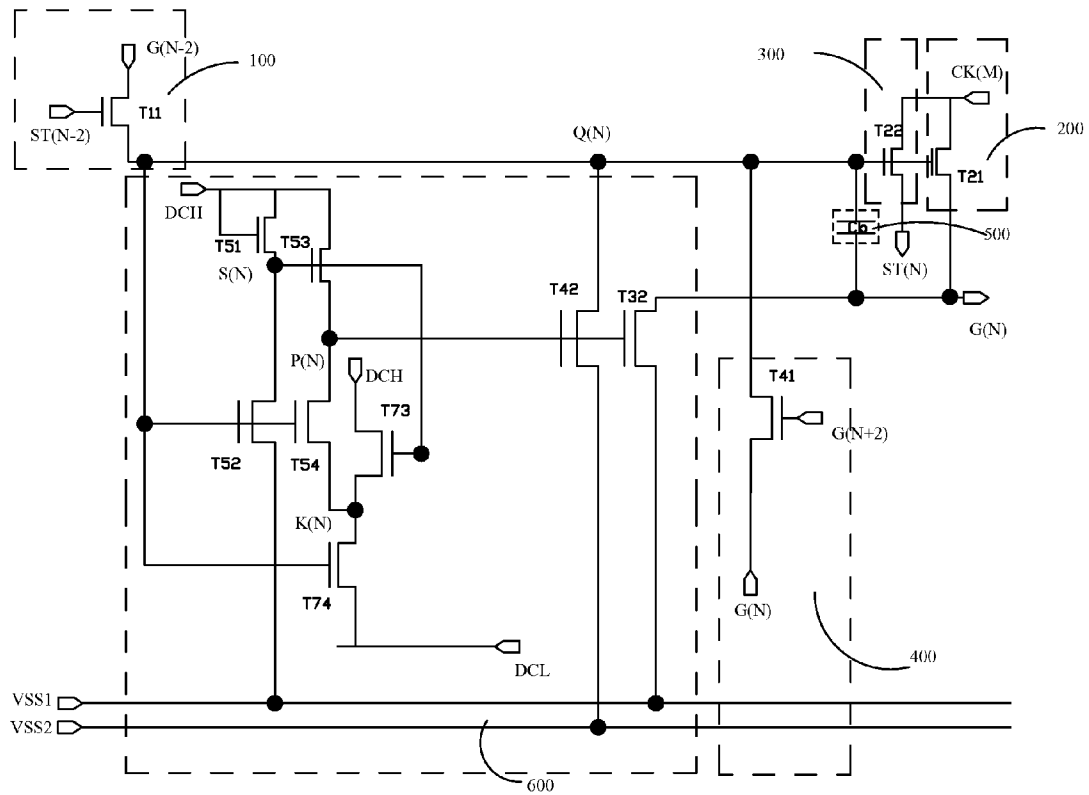 G(N-2)
100
ST(N-2)
T11
300
CK(M)
Q(N)
T22
200
T21
DCH
T51
T53
S(N)
Cb
500
ST(N)
T42
T32
G(N)
P(N)
DCH
T41
T73
G(N+2)
T52
T54
K(N)
T74
G(N)
DCL
400
VSS1
VSS2
600